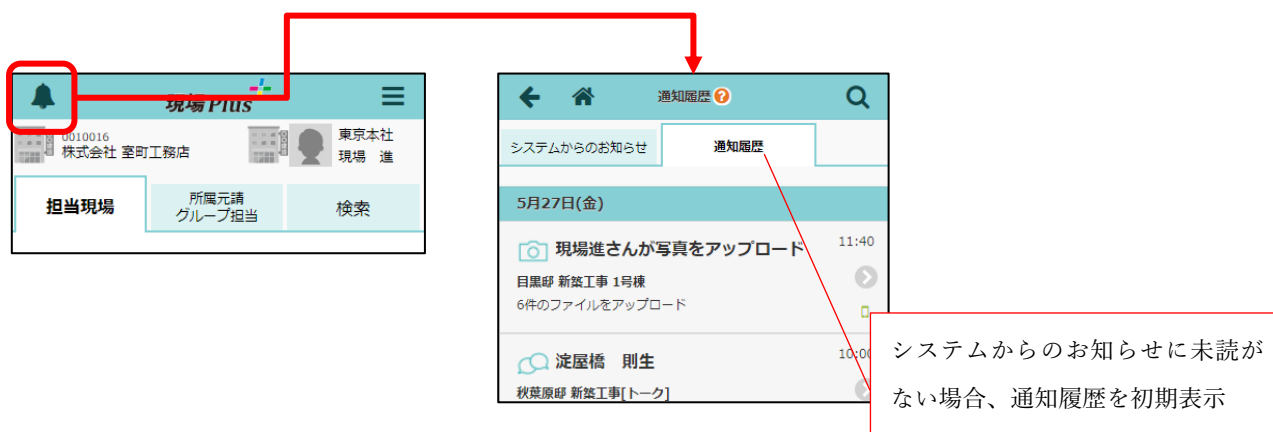 現場Plus
0010016
株式会社 室町工務店
東京本社
現場 進
担当現場
所属元請
グループ担当
検索
通知履歴?
システムからのお知らせ
通知履歴
5月27日(金)
現場進さんが写真をアップロード
11:40
目黒邸 新築工事 1号棟
6件のファイルをアップロード
淀屋橋 則生
10:00
秋葉原邸 新築工事[トーク]
システムからのお知らせに未読が
ない場合、通知履歴を初期表示